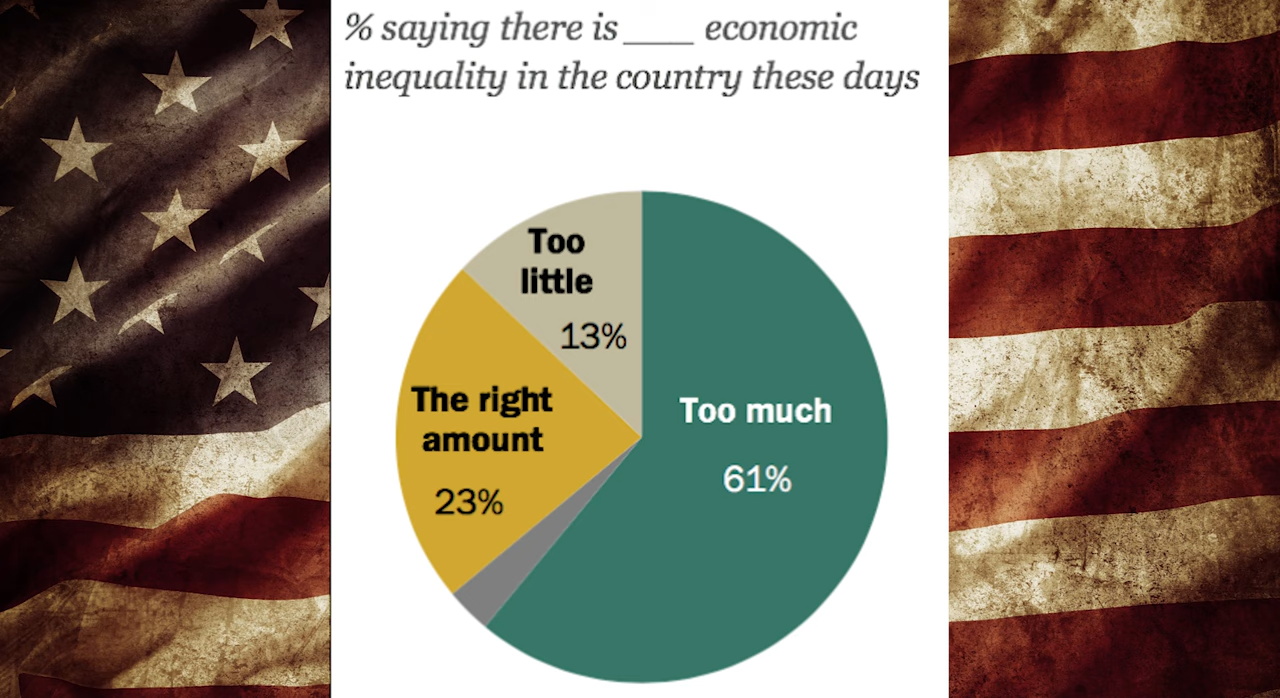 % saying there is ____ economic
inequality in the country these days
Too
little
13%
The right
amount
23%
Too much
61%